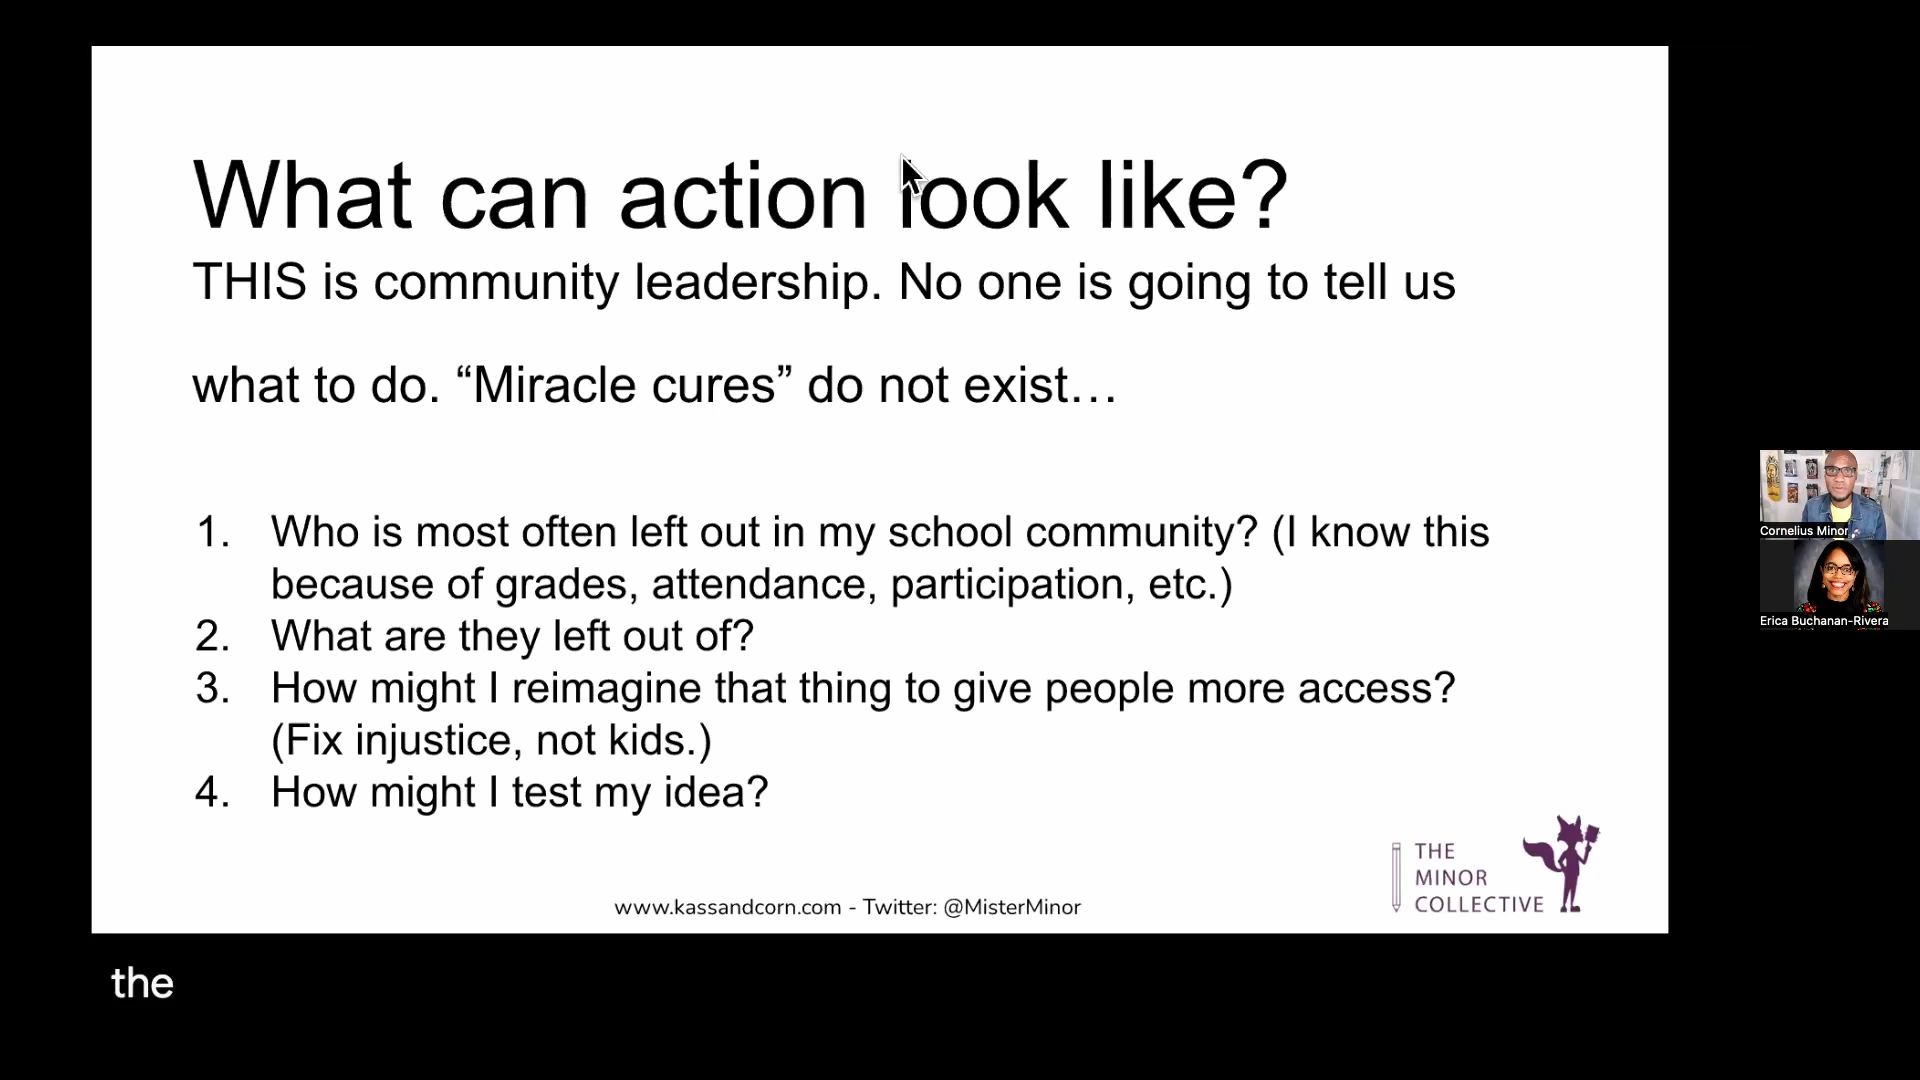 What can action look like?
THIS is community leadership. No one is going to tell us
what to do. “Miracle cures” do not exist…
1. Who is most often left out in my school community? (I know this
because of grades, attendance, participation, etc.)
2. What are they left out of?
3. How might I reimagine that thing to give people more access?
(Fix injustice, not kids.)
4. How might I test my idea?
THE
MINOR
COLLECTIVE
www.kassandcorn.com - Twitter: @MisterMinor
Cornelius Minor
Erica Buchanan-Rivera
the